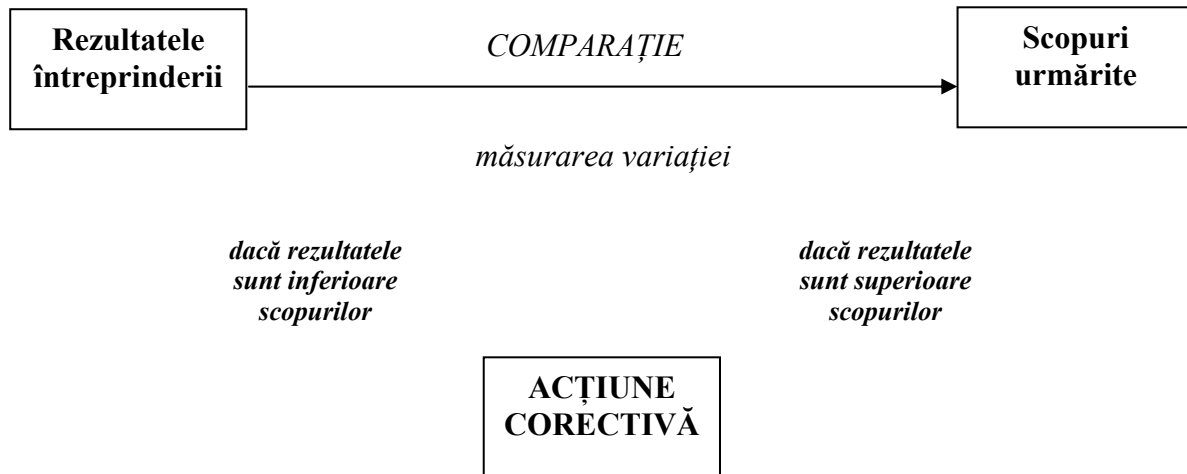 Rezultatele
întreprinderii
COMPARAȚIE
Scopuri
urmărite
măsurarea variației
dacă rezultatele
sunt inferioare
scopurilor
dacă rezultatele
sunt superioare
scopurilor
ACȚIUNE
CORECTIVĂ